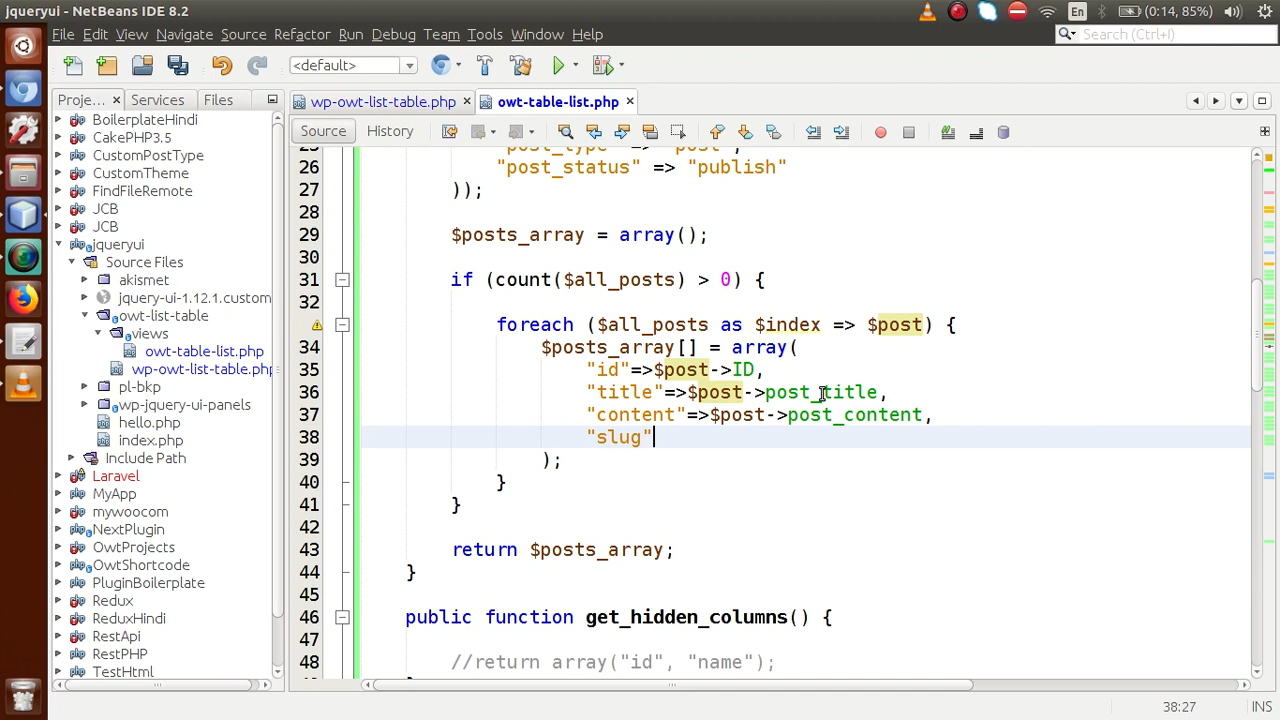 jqueryui - NetBeans IDE 8.2
En
(0:14, 85%)
File Edit View Navigate Source Refactor Run Debug Team Tools Window Help
Search (Ctrl+I)
<default>
Proje...
Services
Files
wp-owt-list-table.php
owt-table-list.php
Source
History
BoilerplateHindi
CakePHP3.5
CustomPostType
CustomTheme
FindFileRemote
JCB
JCB
jqueryui
Source Files
akismet
jquery-ui-1.12.1.custom
owt-list-table
views
owt-table-list.php
wp-owt-list-table.php
pl-bkp
wp-jquery-ui-panels
hello.php
index.php
Include Path
Laravel
MyApp
mywoocom
NextPlugin
OwtProjects
OwtShortcode
PluginBoilerplate
Redux
ReduxHindi
RestApi
RestPHP
TestHtml
25 "post_type" => "post",
26 "post_status" => "publish"
27 ));
28
29 $posts_array = array();
30
31 if (count($all_posts) > 0) {
32
foreach ($all_posts as $index => $post) {
34 $posts_array[] = array(
35 "id"=>$post->ID,
36 "title"=>$post->post_title,
37 "content"=>$post->post_content,
38 "slug"
39 );
40 }
41 }
42
43 return $posts_array;
44 }
45
46 public function get_hidden_columns() {
47
48 //return array("id", "name");
38:27
INS